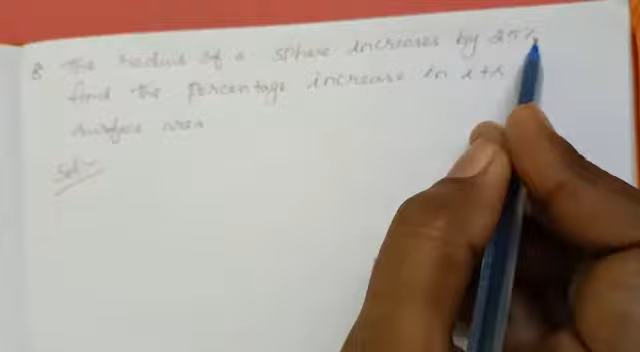 8 The radius of a sphere increases by 25%
find the percentage increase in its
surface area
Sol:-